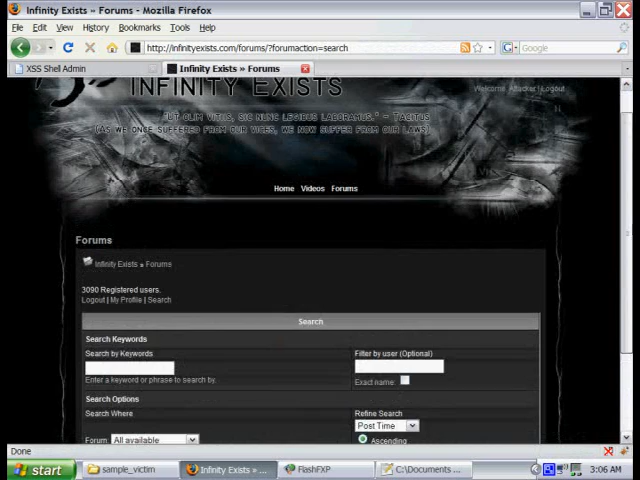 Infinity Exists » Forums - Mozilla Firefox
File Edit View History Bookmarks Tools Help
http://infinityexists.com/forums/?forumaction=search
Google
XSS Shell Admin
Infinity Exists » Forums
INFINITY EXISTS
Welcome Attacker | Logout
"UT OLIM VITIIS, SIC NUNC LEGIBUS LABORAMUS." - TACITUS
(AS WE ONCE SUFFERED FROM OUR VICES, WE NOW SUFFER FROM OUR LAWS)
Home Videos Forums
Forums
Infinity Exists » Forums
3090 Registered users.
Logout | My Profile | Search
Search
Search Keywords
Search by Keywords
Filter by user (Optional)
Enter a keyword or phrase to search by.
Exact name:
Search Options
Search Where
Refine Search
Post Time
Forum: All available
Ascending
Done
start
sample_victim
Infinity Exists » ...
FlashFXP
C:\Documents ...
3:06 AM